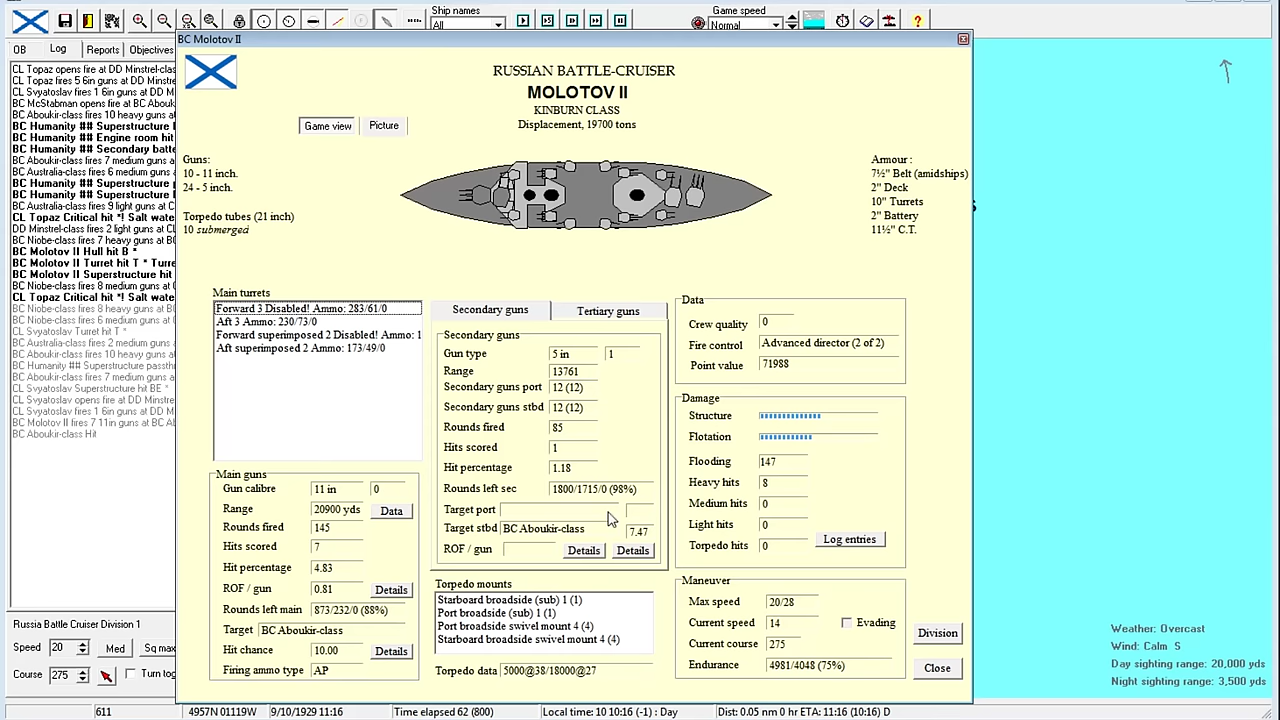 Ship names
All
Game speed
Normal
OB
Log
Reports
Objectives
CL Topaz opens fire at DD Minstrel-clas
CL Topaz fires 5 6in guns at DD Minstre
CL Svyatoslav fires 1 6in guns at DD
BC McStabman opens fire at BC Abouk
BC Aboukir-class fires 10 heavy guns at
BC Humanity ## Superstructure
BC Humanity ## Engine room hit
BC Humanity ## Secondary batte
BC Aboukir-class fires 7 medium guns a
BC Australia-class fires 6 medium guns a
BC Humanity ## Superstructure
BC Humanity ## Superstructure
BC Australia-class fires 9 light guns at C
CL Topaz Critical hit *! Salt wate
DD Minstrel-class fires 2 light guns at C
BC Niobe-class fires 7 heavy guns at BC
BC Molotov II Hull hit B *
BC Molotov II Turret hit T * Turre
BC Molotov II Superstructure hit
BC Niobe-class fires 8 medium guns at
CL Topaz Critical hit *! Salt wate
BC Niobe-class fires 8 heavy guns at BC
BC Niobe-class fires 6 medium guns at
CL Svyatoslav Turret hit T *
BC Australia-class fires 2 medium guns a
BC Aboukir-class fires 10 heavy guns at
BC Humanity ## Superstructure passthr
BC Aboukir-class fires 7 medium guns a
CL Svyatoslav Superstructure hit BE *
CL Svyatoslav opens fire at DD M
CL Svyatoslav fires 1 6in guns at DD M
BC Molotov II fires 7 11in guns at BC Ab
BC Aboukir-class Hit
Russia Battle Cruiser Division 1
Speed
20
Med
Sq max
Course
275
Turn tog
BC Molotov II
RUSSIAN BATTLE-CRUISER
MOLOTOV II
KINBURN CLASS
Displacement, 19700 tons
Game view
Picture
Guns:
10 - 11 inch.
24 - 5 inch.
Torpedo tubes (21 inch)
10 submerged
Armour :
7½" Belt (amidships)
2" Deck
10" Turrets
2" Battery
11½" C.T.
Main turrets
Forward 3 Disabled! Ammo: 283/61/0
Aft 3 Ammo: 230/73/0
Forward superimposed 2 Disabled! Ammo: 1
Aft superimposed 2 Ammo: 173/49/0
Main guns
Gun calibre 11 in 0
Range 20900 yds Data
Rounds fired 145
Hits scored 7
Hit percentage 4.83
ROF / gun 0.81 Details
Rounds left main 873/232/0 (88%)
Target BC Aboukir-class
Hit chance 10.00 Details
Firing ammo type AP
Secondary guns
Tertiary guns
Secondary guns
Gun type 5 in 1
Range 13761
Secondary guns port 12 (12)
Secondary guns stbd 12 (12)
Rounds fired 85
Hits scored 1
Hit percentage 1.18
Rounds left sec 1800/1715/0 (98%)
Target port
Target stbd BC Aboukir-class 7.47
ROF / gun Details Details
Torpedo mounts
Starboard broadside (sub) 1 (1)
Port broadside (sub) 1 (1)
Port broadside swivel mount 4 (4)
Starboard broadside swivel mount 4 (4)
Torpedo data 5000@38/18000@27
Data
Crew quality 0
Fire control Advanced director (2 of 2)
Point value 71988
Damage
Structure
Flotation
Flooding 147
Heavy hits 8
Medium hits 0
Light hits 0
Torpedo hits 0
Log entries
Maneuver
Max speed 20/28
Current speed 14
Evading
Current course 275
Endurance 4981/4048 (75%)
Division
Close
Weather: Overcast
Wind: Calm S
Day sighting range: 20,000 yds
Night sighting range: 3,500 yds
611
4957N 01119W
9/10/1929 11:16
Time elapsed 62 (800)
Local time: 10 10:16 (-1) : Day
Dist: 0.05 nm 0 hr ETA: 11:16 (10:16) D